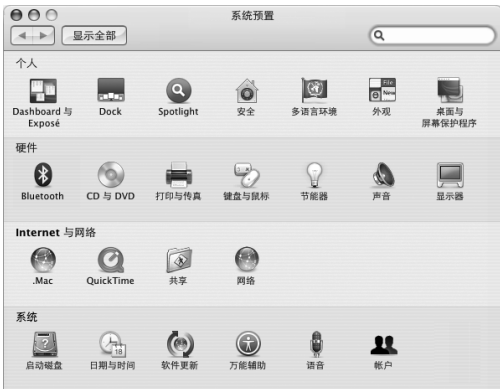 系统预置
显示全部
个人
Dashboard 与 Exposé
Dock
Spotlight
安全
多语言环境
外观
桌面与
屏幕保护程序
硬件
Bluetooth
CD 与 DVD
打印与传真
键盘与鼠标
节能器
声音
显示器
Internet 与网络
.Mac
QuickTime
共享
网络
系统
启动磁盘
日期与时间
软件更新
万能辅助
语音
帐户
File
New
18